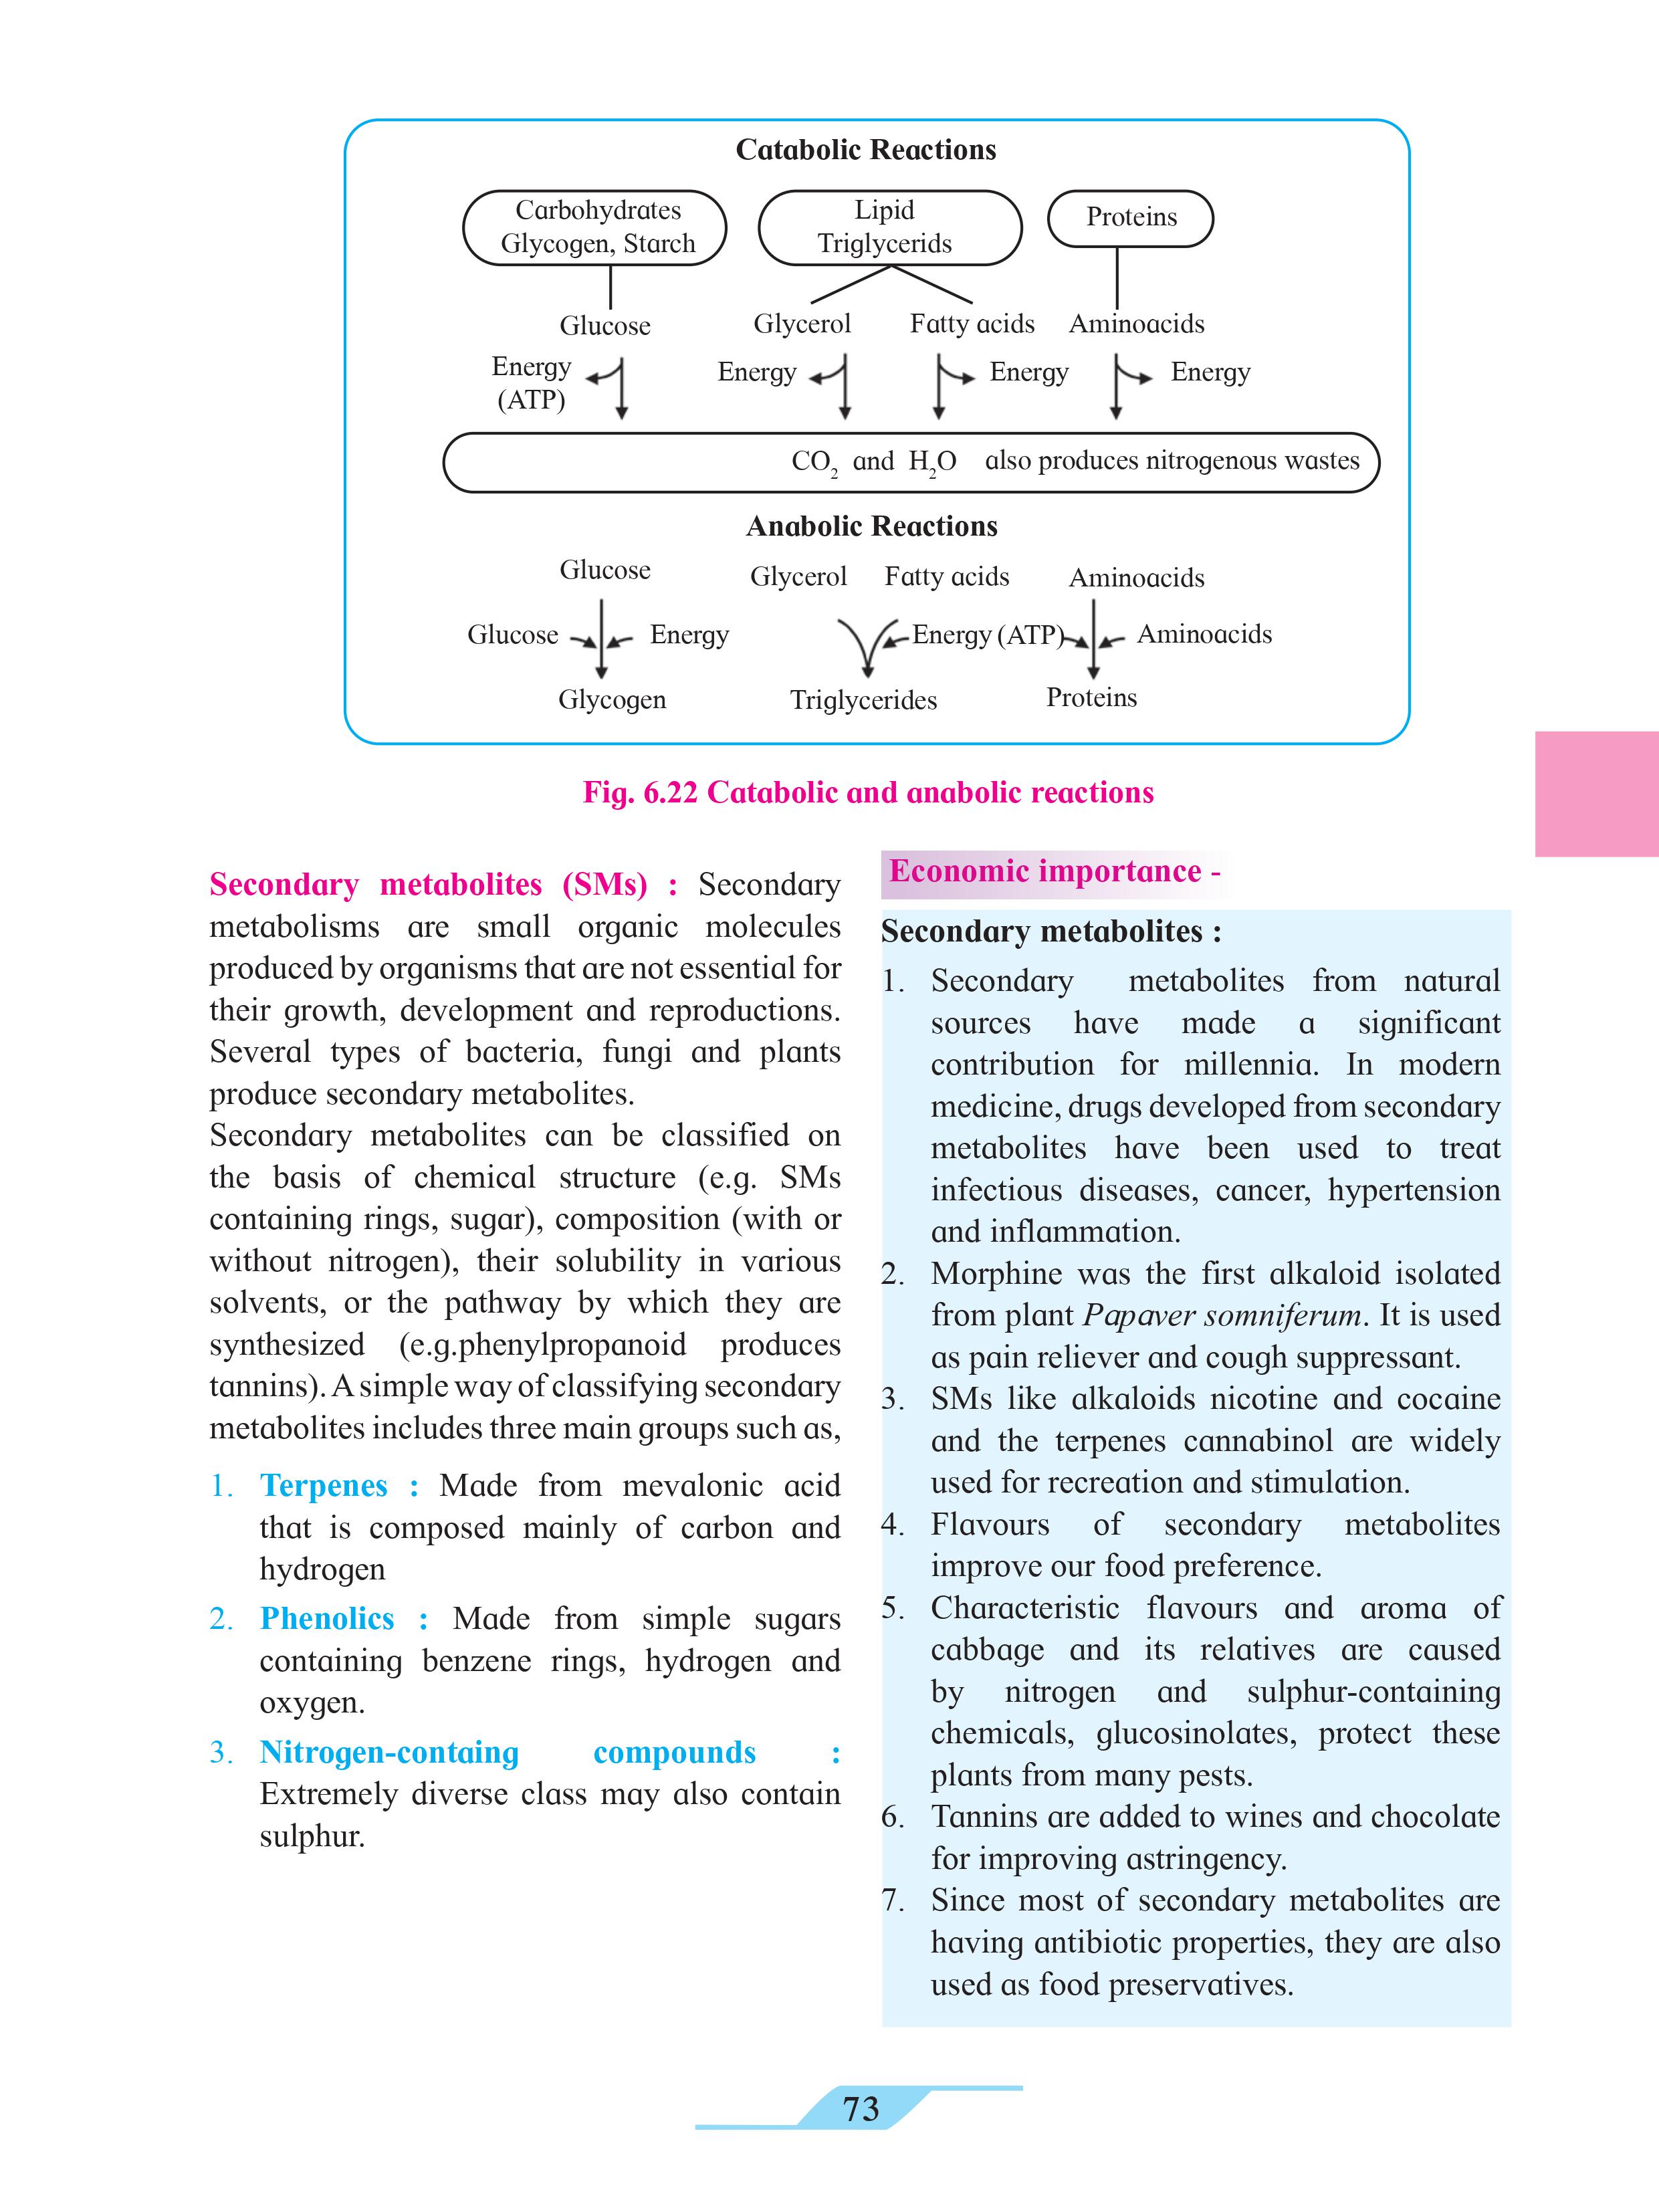 Catabolic Reactions
Carbohydrates
Glycogen, Starch
Lipid
Triglycerids
Proteins
Glucose
Glycerol
Fatty acids
Aminoacids
Energy
(ATP)
Energy
Energy
Energy
CO2 and H2O also produces nitrogenous wastes
Anabolic Reactions
Glucose
Glycerol
Fatty acids
Aminoacids
Glucose
Energy
Energy (ATP)
Aminoacids
Glycogen
Triglycerides
Proteins
Fig. 6.22 Catabolic and anabolic reactions
Secondary metabolites (SMs) : Secondary
metabolisms are small organic molecules
produced by organisms that are not essential for
their growth, development and reproductions.
Several types of bacteria, fungi and plants
produce secondary metabolites.
Secondary metabolites can be classified on
the basis of chemical structure (e.g. SMs
containing rings, sugar), composition (with or
without nitrogen), their solubility in various
solvents, or the pathway by which they are
synthesized (e.g.phenylpropanoid produces
tannins). A simple way of classifying secondary
metabolites includes three main groups such as,
1. Terpenes : Made from mevalonic acid
that is composed mainly of carbon and
hydrogen
2. Phenolics : Made from simple sugars
containing benzene rings, hydrogen and
oxygen.
3. Nitrogen-containg compounds :
Extremely diverse class may also contain
sulphur.
Economic importance -
Secondary metabolites :
1. Secondary metabolites from natural
sources have made a significant
contribution for millennia. In modern
medicine, drugs developed from secondary
metabolites have been used to treat
infectious diseases, cancer, hypertension
and inflammation.
2. Morphine was the first alkaloid isolated
from plant Papaver somniferum. It is used
as pain reliever and cough suppressant.
3. SMs like alkaloids nicotine and cocaine
and the terpenes cannabinol are widely
used for recreation and stimulation.
4. Flavours of secondary metabolites
improve our food preference.
5. Characteristic flavours and aroma of
cabbage and its relatives are caused
by nitrogen and sulphur-containing
chemicals, glucosinolates, protect these
plants from many pests.
6. Tannins are added to wines and chocolate
for improving astringency.
7. Since most of secondary metabolites are
having antibiotic properties, they are also
used as food preservatives.
73